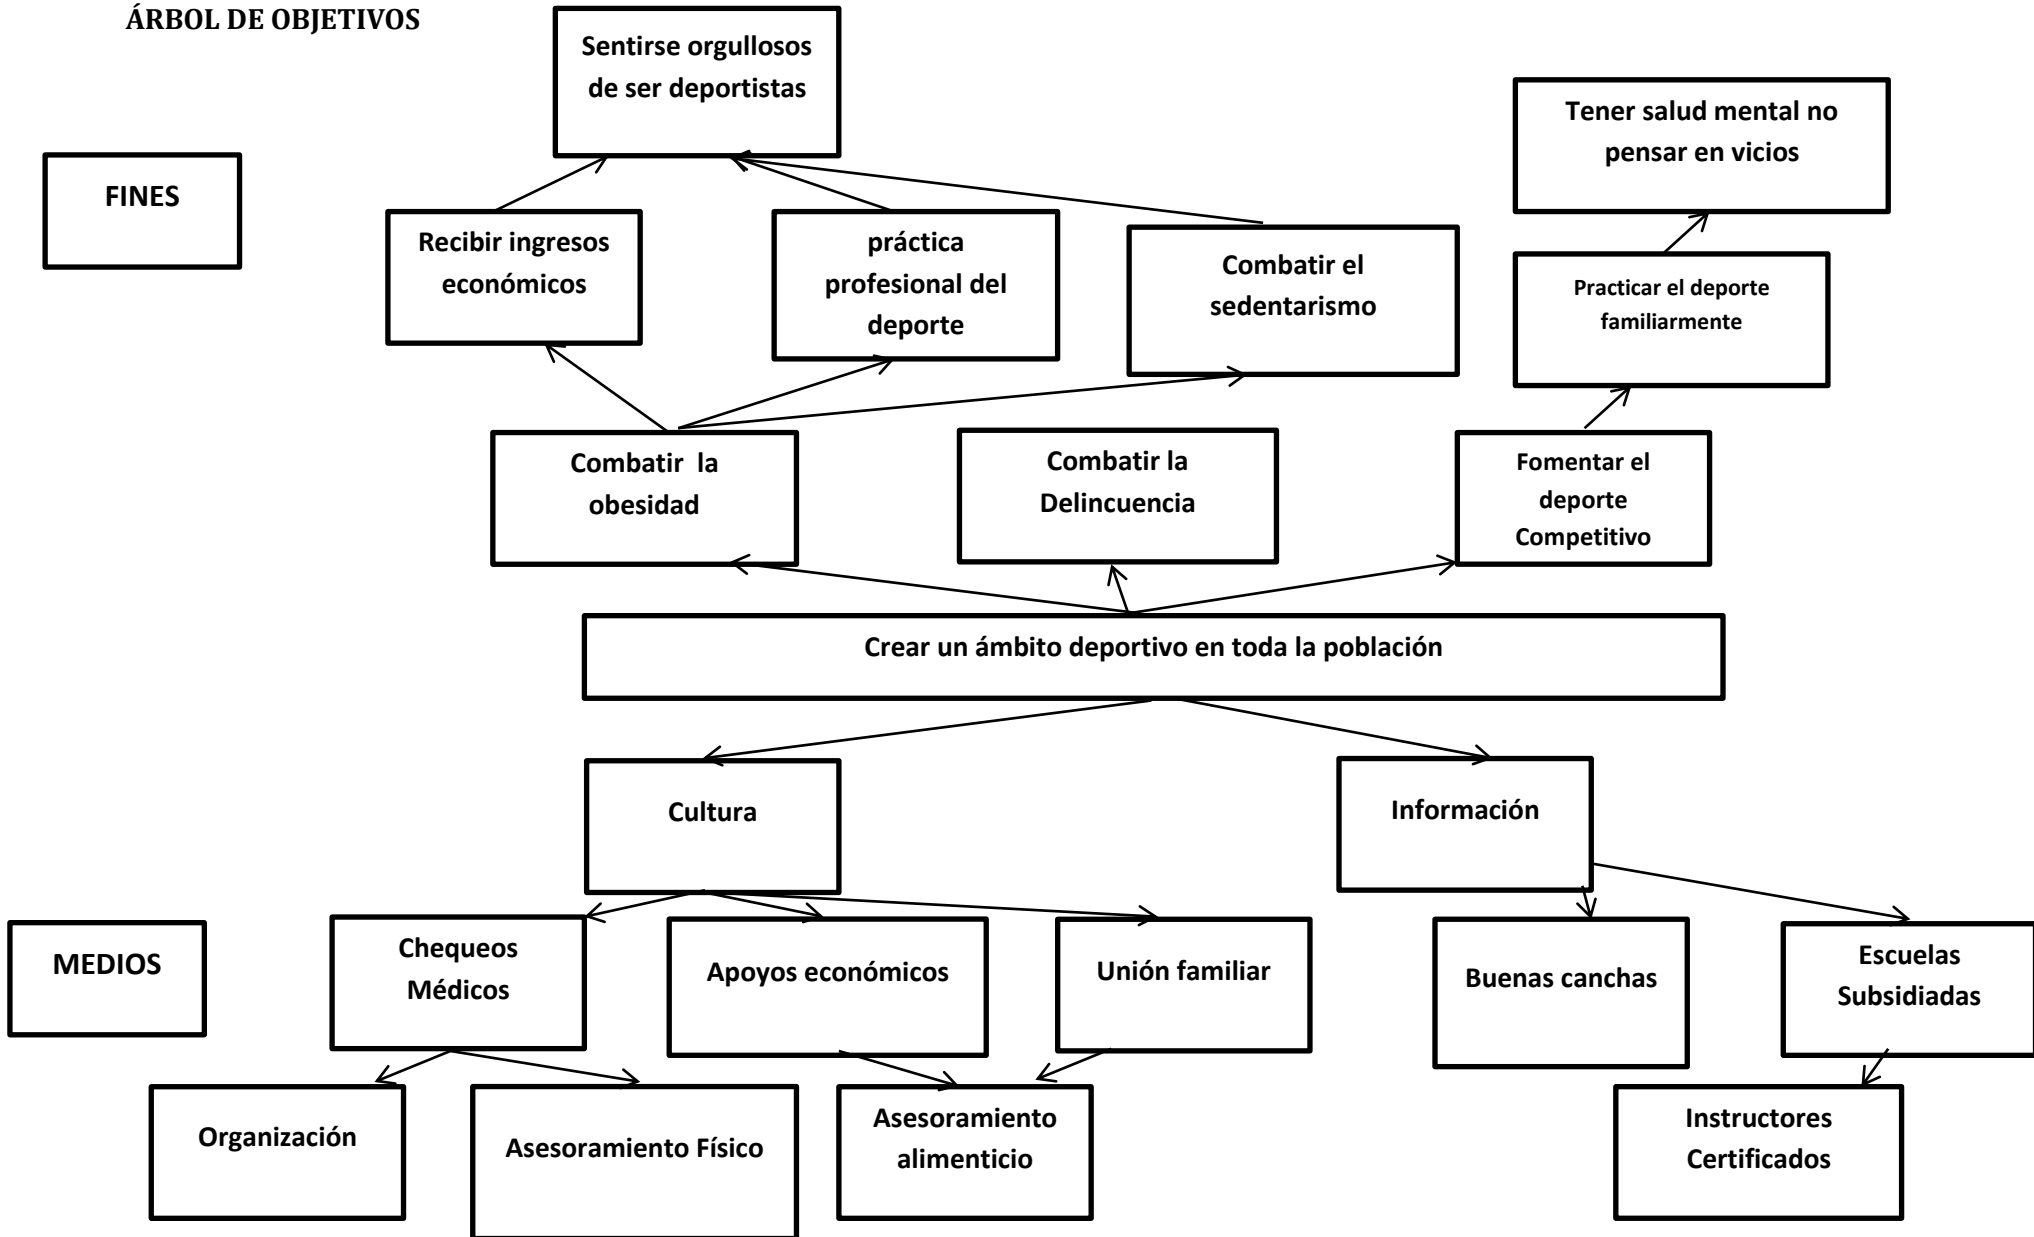 ÁRBOL DE OBJETIVOS
Sentirse orgullosos
de ser deportistas
Tener salud mental no
pensar en vicios
FINES
Recibir ingresos
económicos
práctica
profesional del
deporte
Combatir el
sedentarismo
Practicar el deporte
familiarmente
Combatir  la
obesidad
Combatir la
Delincuencia
Fomentar el
deporte
Competitivo
Crear un ámbito deportivo en toda la población
Cultura
Información
MEDIOS
Chequeos
Médicos
Apoyos económicos
Unión familiar
Buenas canchas
Escuelas
Subsidiadas
Organización
Asesoramiento Físico
Asesoramiento
alimenticio
Instructores
Certificados